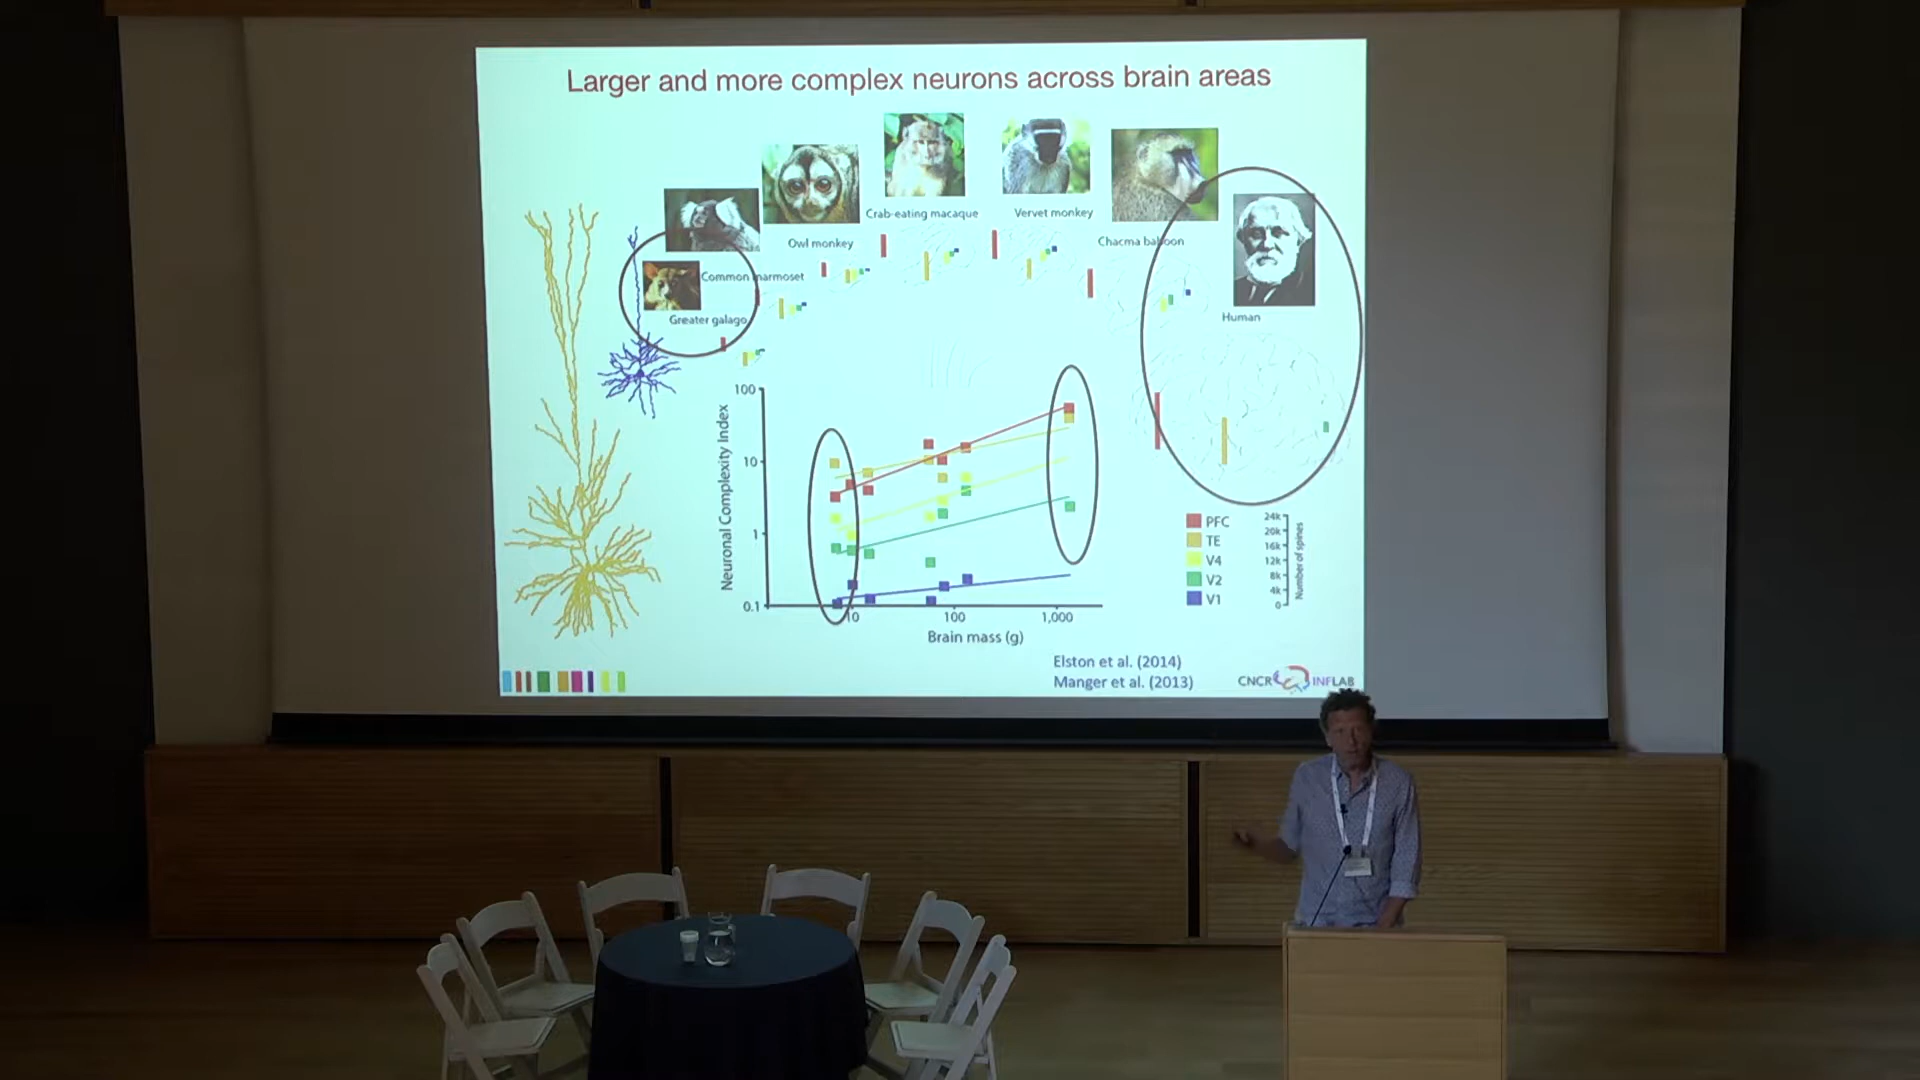 Larger and more complex neurons across brain areas
Crab-eating macaque
Vervet monkey
Owl monkey
Chacma baboon
Common marmoset
Greater galago
Human
Neuronal Complexity Index
100
10
1
0.1
10
100
1,000
Brain mass (g)
PFC
TE
V4
V2
V1
24k
20k
16k
12k
8k
4k
0
Number of spines
Elston et al. (2014)
Manger et al. (2013)
CNCR INFLAB